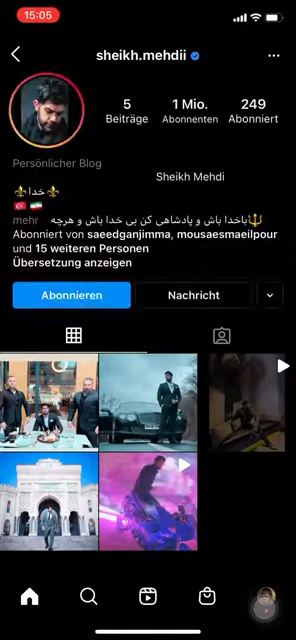 15:05
sheikh.mehdii
5
1 Mio.
249
Beiträge
Abonnenten
Abonniert
Persönlicher Blog
Sheikh Mehdi
⚜️خدا⚜️
🇹🇷 🇮🇷
🔱باخدا باش و پادشاهی کن بی خدا باش و هرچه
mehr
Abonniert von saeedganjimma, mousaesmaeilpour
und 15 weiteren Personen
Übersetzung anzeigen
Abonnieren
Nachricht